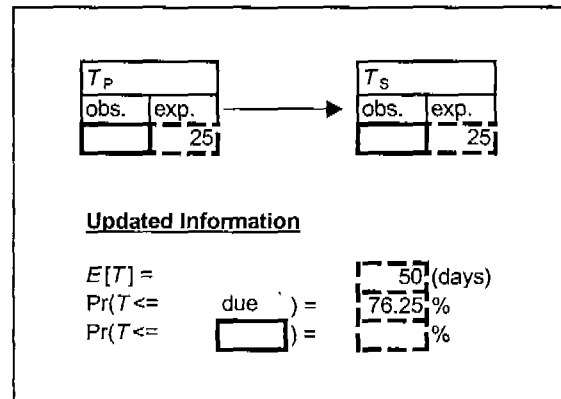 T_P T_S
obs. exp. obs. exp.
25 25
Updated Information
E[T] = 50 (days)
Pr(T<= due ) = 76.25 %
Pr(T<= ) = %